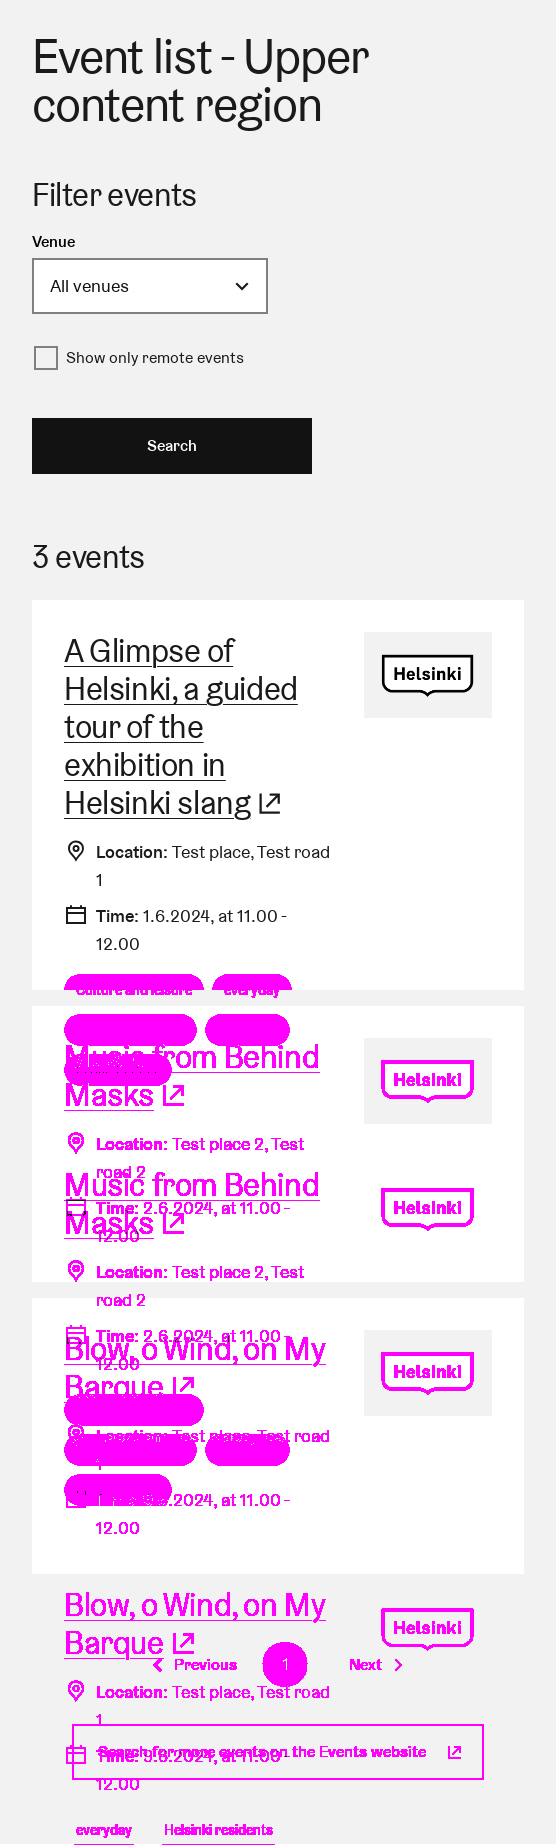 Event list - Upper
content region
Filter events
Venue
All venues
Show only remote events
Search
3 events
A Glimpse of
Helsinki, a guided
tour of the
exhibition in
Helsinki slang
Helsinki
Location: Test place, Test road
1
Time: 1.6.2024, at 11.00 -
12.00
Culture and leisure everyday
Music from Behind
Masks
Helsinki
Location: Test place 2, Test
road 2
Music from Behind
Masks
Helsinki
Time: 2.6.2024, at 11.00 -
12.00
Location: Test place 2, Test
road 2
Time: 2.6.2024, at 11.00 -
12.00
Blow, o Wind, on My
Barque
Helsinki
Location: Test place, Test road
2024, at 11.00 -
12.00
Blow, o Wind, on My
Barque
Helsinki
Previous 1 Next
Location: Test place, Test road
1
Search for more events on the Events website
Time: 9.6.2024, at 11.00 -
12.00
everyday Helsinki residents